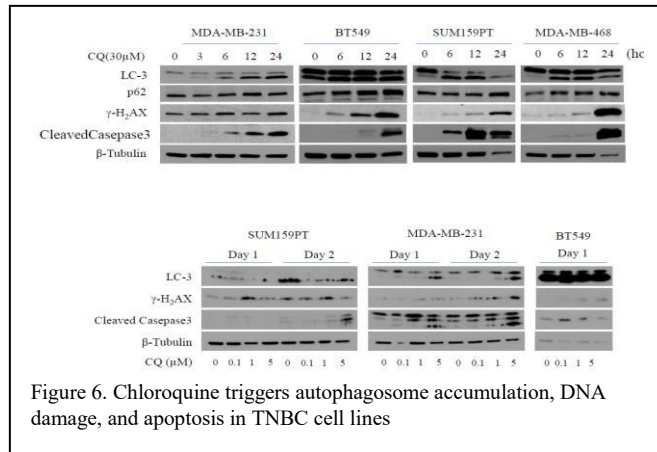 MDA-MB-231 BT549 SUM159PT MDA-MB-468
CQ(30µM) 0 3 6 12 24 0 6 12 24 0 6 12 24 0 6 12 24 (hc
LC-3
p62
γ-H₂AX
CleavedCasepase3
β-Tubulin
SUM159PT MDA-MB-231 BT549
Day 1 Day 2 Day 1 Day 2 Day 1
LC-3
γ-H₂AX
Cleaved Casepase3
β-Tubulin
CQ (µM) 0 0.1 1 5 0 0.1 1 5 0 0.1 1 5 0 0.1 1 5 0 0.1 1 5
Figure 6. Chloroquine triggers autophagosome accumulation, DNA
damage, and apoptosis in TNBC cell lines